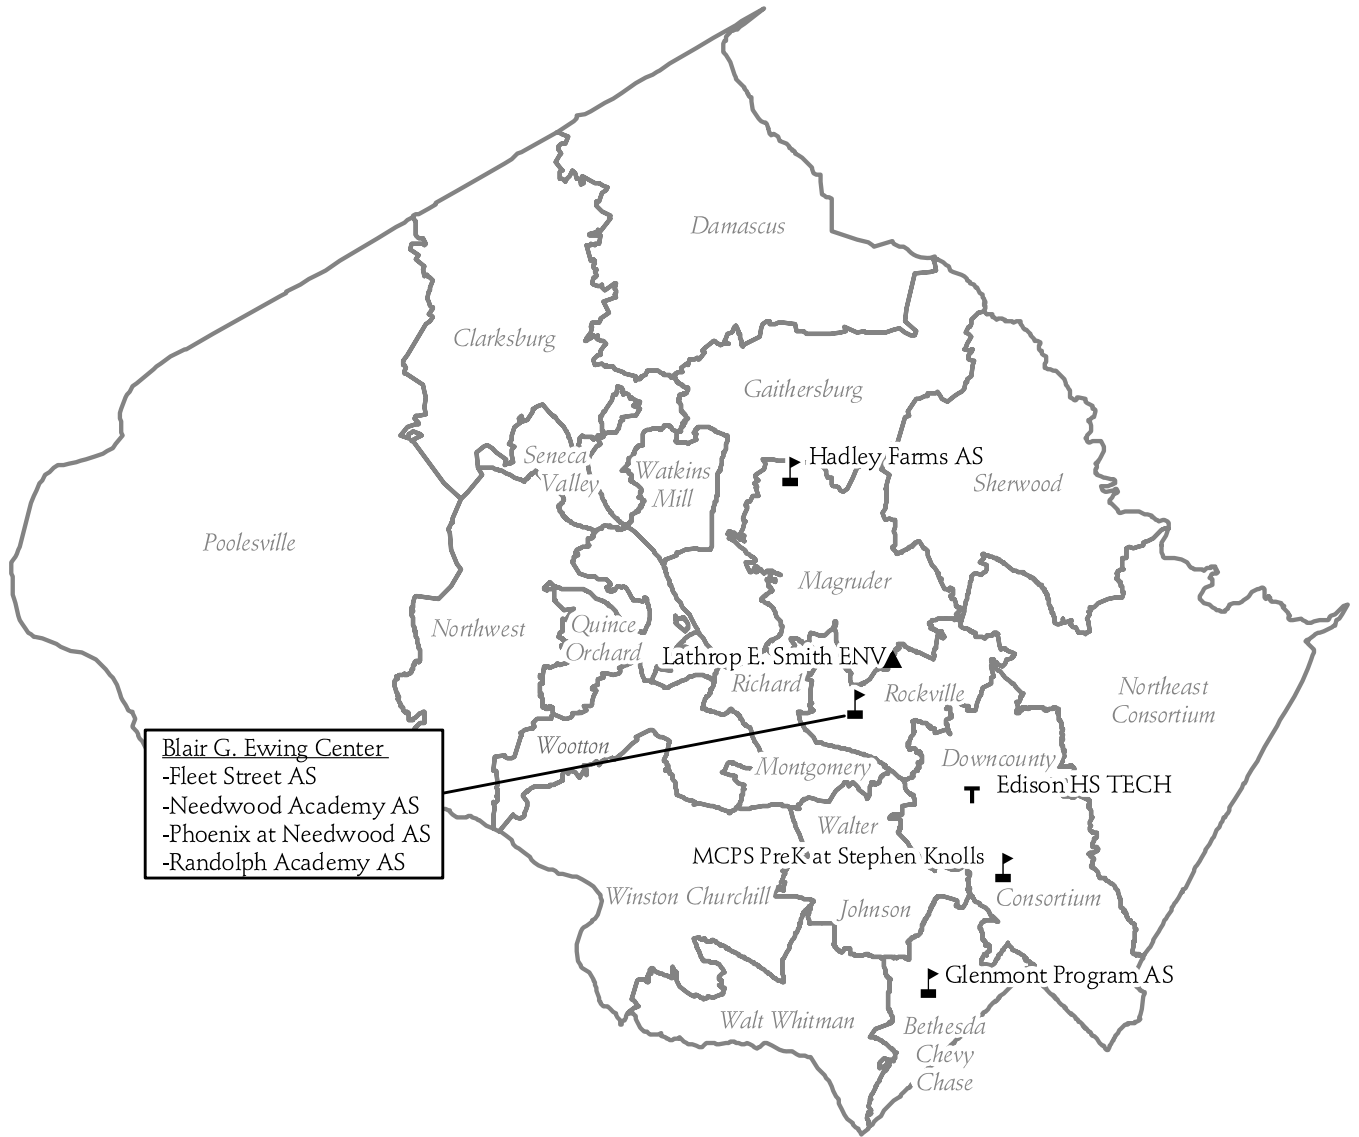 Damascus
Clarksburg
Gaithersburg
Hadley Farms AS
Seneca
Valley
Watkins
Mill
Sherwood
Poolesville
Magruder
Northwest
Quince
Orchard
Lathrop E. Smith ENV
Richard
Rockville
Northeast
Consortium
Wootton
Montgomery
Downcounty
Edison HS TECH
Blair G. Ewing Center
-Fleet Street AS
-Needwood Academy AS
-Phoenix at Needwood AS
-Randolph Academy AS
Walter
MCPS PreK at Stephen Knolls
Winston Churchill
Johnson
Consortium
Glenmont Program AS
Walt Whitman
Bethesda
Chevy
Chase